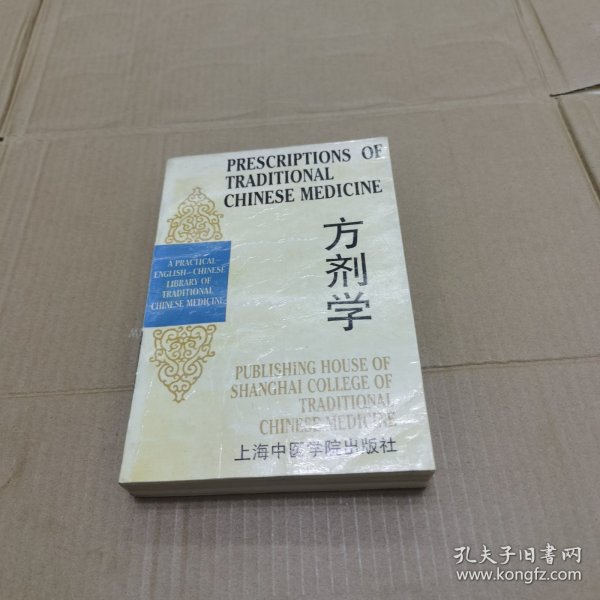 PRESCRIPTIONS OF
TRADITIONAL
CHINESE MEDICINE
方剂学
A PRACTICAL
ENGLISH-CHINESE
LIBRARY OF
TRADITIONAL
CHINESE MEDICINE
PUBLISHING HOUSE OF
SHANGHAI COLLEGE OF
TRADITIONAL
CHINESE MEDICINE
上海中医学院出版社
孔夫子旧書网
www.kongfz.com